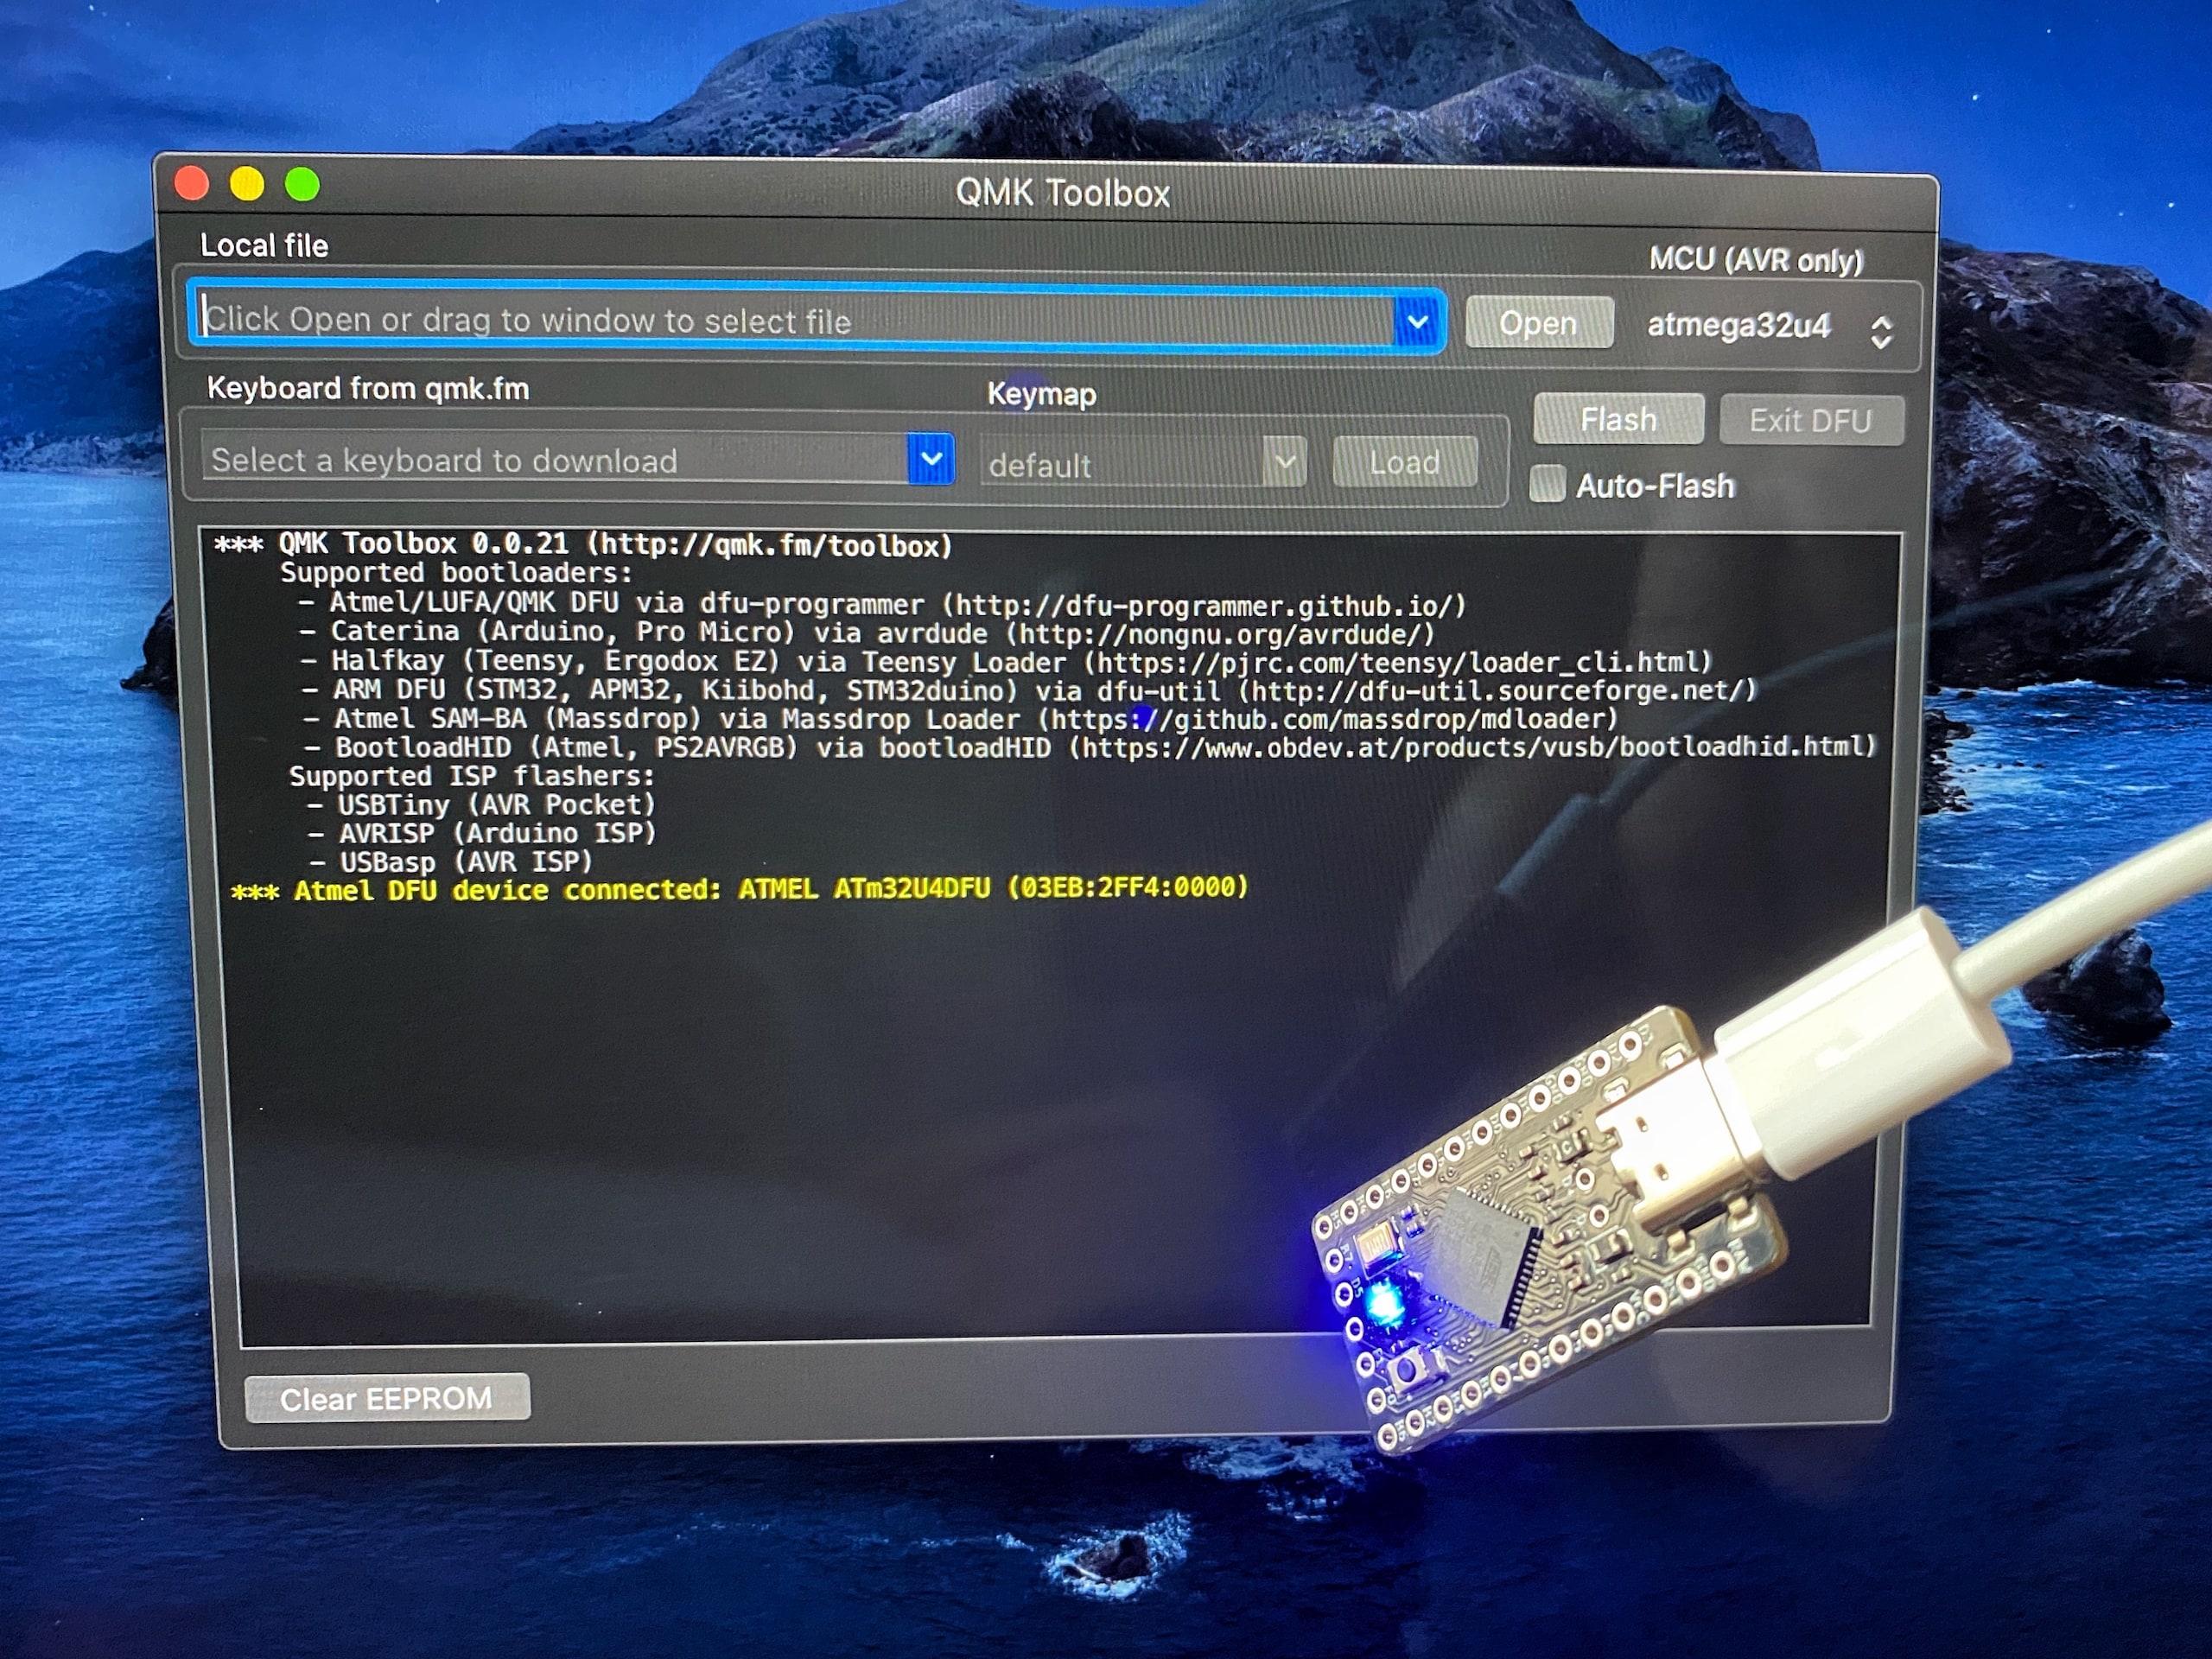 QMK Toolbox
Local file
MCU (AVR only)
Click Open or drag to window to select file
Open
atmega32u4
Keyboard from qmk.fm
Keymap
Flash
Exit DFU
Select a keyboard to download
default
Load
Auto-Flash
*** QMK Toolbox 0.0.21 (http://qmk.fm/toolbox)
Supported bootloaders:
- Atmel/LUFA/QMK DFU via dfu-programmer (http://dfu-programmer.github.io/)
- Caterina (Arduino, Pro Micro) via avrdude (http://nongnu.org/avrdude/)
- Halfkay (Teensy, Ergodox EZ) via Teensy Loader (https://pjrc.com/teensy/loader_cli.html)
- ARM DFU (STM32, APM32, Kiibohd, STM32duino) via dfu-util (http://dfu-util.sourceforge.net/)
- Atmel SAM-BA (Massdrop) via Massdrop Loader (https://github.com/massdrop/mdloader)
- BootloadHID (Atmel, PS2AVRGB) via bootloadHID (https://www.obdev.at/products/vusb/bootloadhid.html)
Supported ISP flashers:
- USBTiny (AVR Pocket)
- AVRISP (Arduino ISP)
- USBasp (AVR ISP)
*** Atmel DFU device connected: ATMEL ATm32U4DFU (03EB:2FF4:0000)
Clear EEPROM